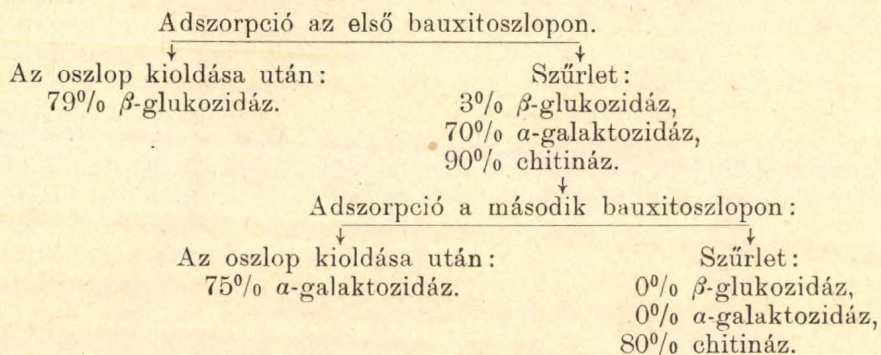 Adszorpció az első bauxitoszlopon.
Az oszlop kioldása után:
79% β-glukozidáz.
Szűrlet:
3% β-glukozidáz,
70% α-galaktozidáz,
90% chitináz.
Adszorpció a második bauxitoszlopon:
Az oszlop kioldása után:
75% α-galaktozidáz.
Szűrlet:
0% β-glukozidáz,
0% α-galaktozidáz,
80% chitináz.